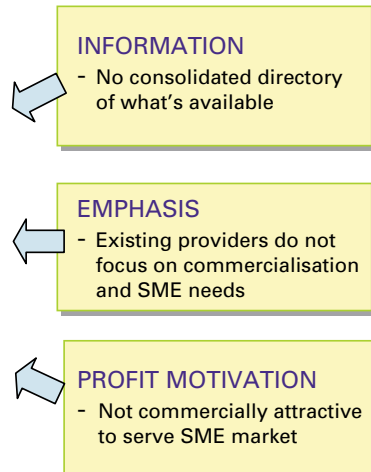 INFORMATION
- No consolidated directory
of what's available
EMPHASIS
- Existing providers do not
focus on commercialisation
and SME needs
PROFIT MOTIVATION
- Not commercially attractive
to serve SME market